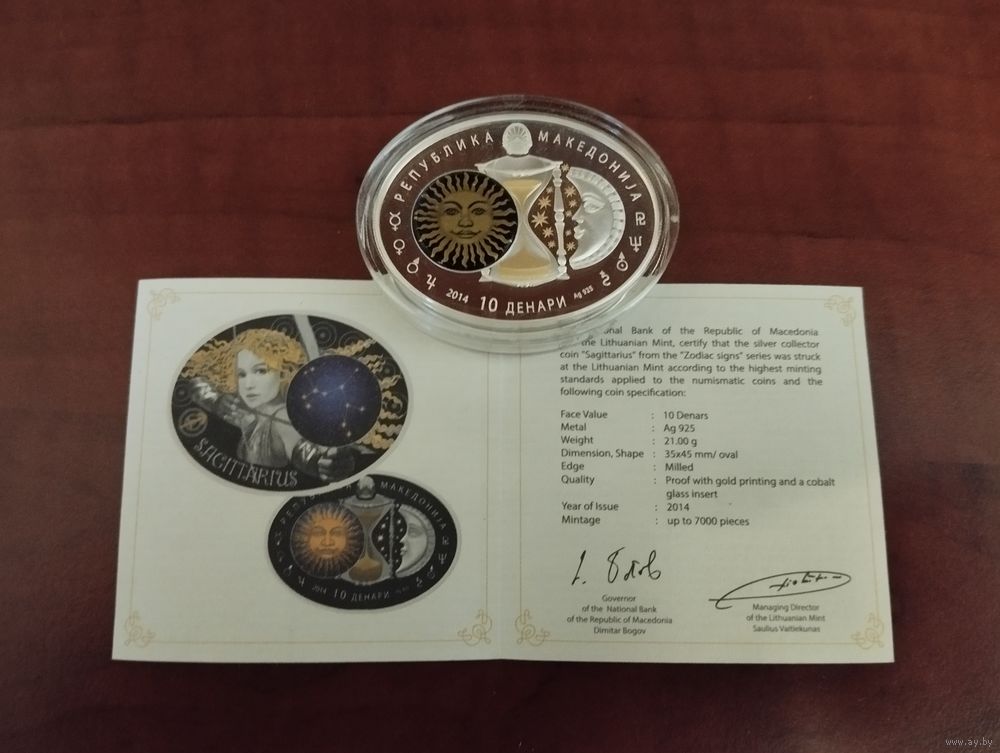 РЕПУБЛИКА МАКЕДОНИЈА
2014 10 ДЕНАРИ Ag 925
SAGITTARIUS
МАКЕДОНИЈА
2014 10 ДЕНАРИ
Bank of the Republic of Macedonia
the Lithuanian Mint, certify that the silver collector
coin "Sagittarius" from the "Zodiac signs" series was struck
at the Lithuanian Mint according to the highest minting
standards applied to the numismatic coins and the
following coin specification:
Face Value : 10 Denars
Metal : Ag 925
Weight : 21.00 g
Dimension, Shape : 35x45 mm/ oval
Edge : Milled
Quality : Proof with gold printing and a cobalt
glass insert
Year of Issue : 2014
Mintage : up to 7000 pieces
Governor
of the National Bank
of the Republic of Macedonia
Dimitar Bogov
Managing Director
of the Lithuanian Mint
Saulius Vaitiekunas
www.ay.by